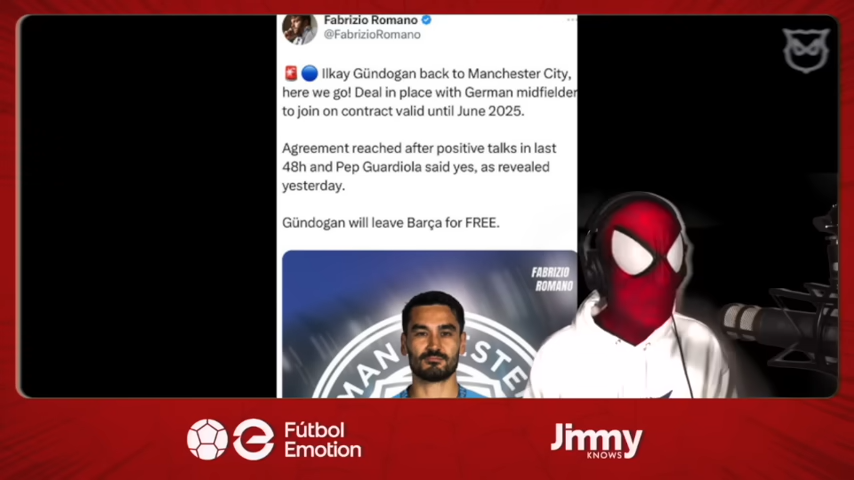 Fabrizio Romano
@FabrizioRomano
🚨🔵 Ilkay Gündogan back to Manchester City,
here we go! Deal in place with German midfielder
to join on contract valid until June 2025.
Agreement reached after positive talks in last
48h and Pep Guardiola said yes, as revealed
yesterday.
Gündogan will leave Barça for FREE.
FABRIZIO
ROMANO
MANCHESTER
Fútbol
Emotion
Jimmy
KNOWS